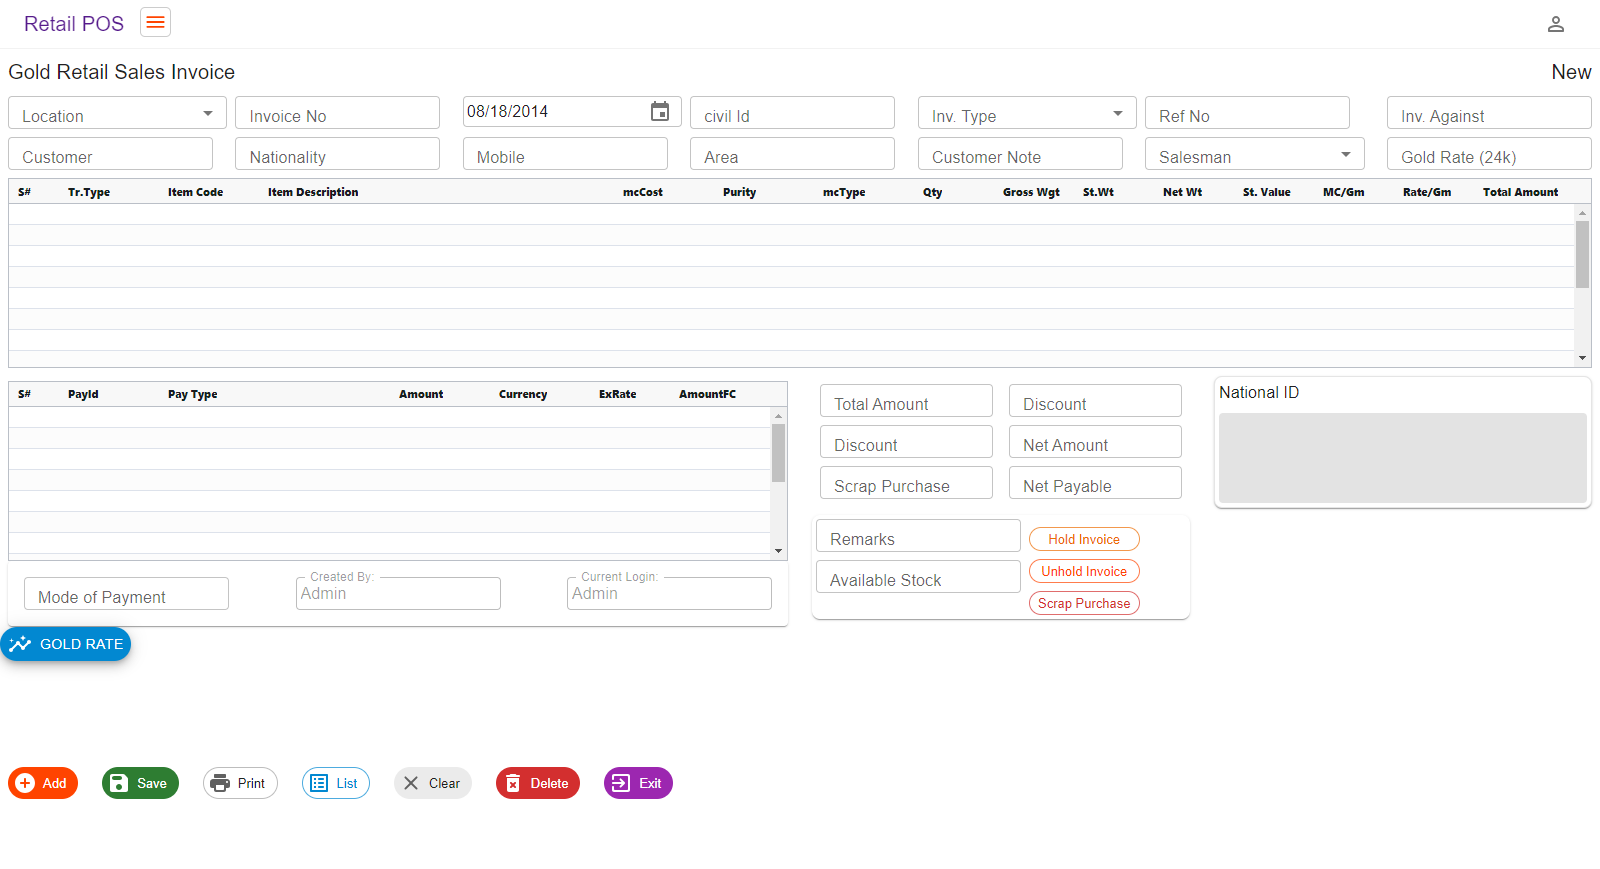 Retail POS
Gold Retail Sales Invoice New
Location Invoice No 08/18/2014 civil Id Inv. Type Ref No Inv. Against
Customer Nationality Mobile Area Customer Note Salesman Gold Rate (24k)
S# Tr.Type Item Code Item Description mcCost Purity mcType Qty Gross Wgt St.Wt Net Wt St. Value MC/Gm Rate/Gm Total Amount
S# PayId Pay Type Amount Currency ExRate AmountFC
Total Amount Discount
Discount Net Amount
Scrap Purchase Net Payable
National ID
Remarks Hold Invoice
Available Stock Unhold Invoice
Scrap Purchase
Mode of Payment Created By: Admin Current Login: Admin
GOLD RATE
Add Save Print List Clear Delete Exit